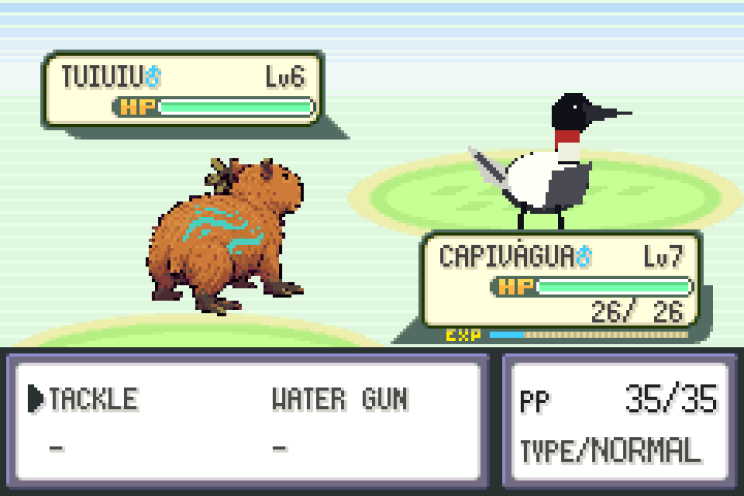 TUIUIU♂ Lv6
HP
CAPIVÁGUA♂ Lv7
HP
26/ 26
EXP
▶TACKLE WATER GUN
- -
PP 35/35
TYPE/NORMAL